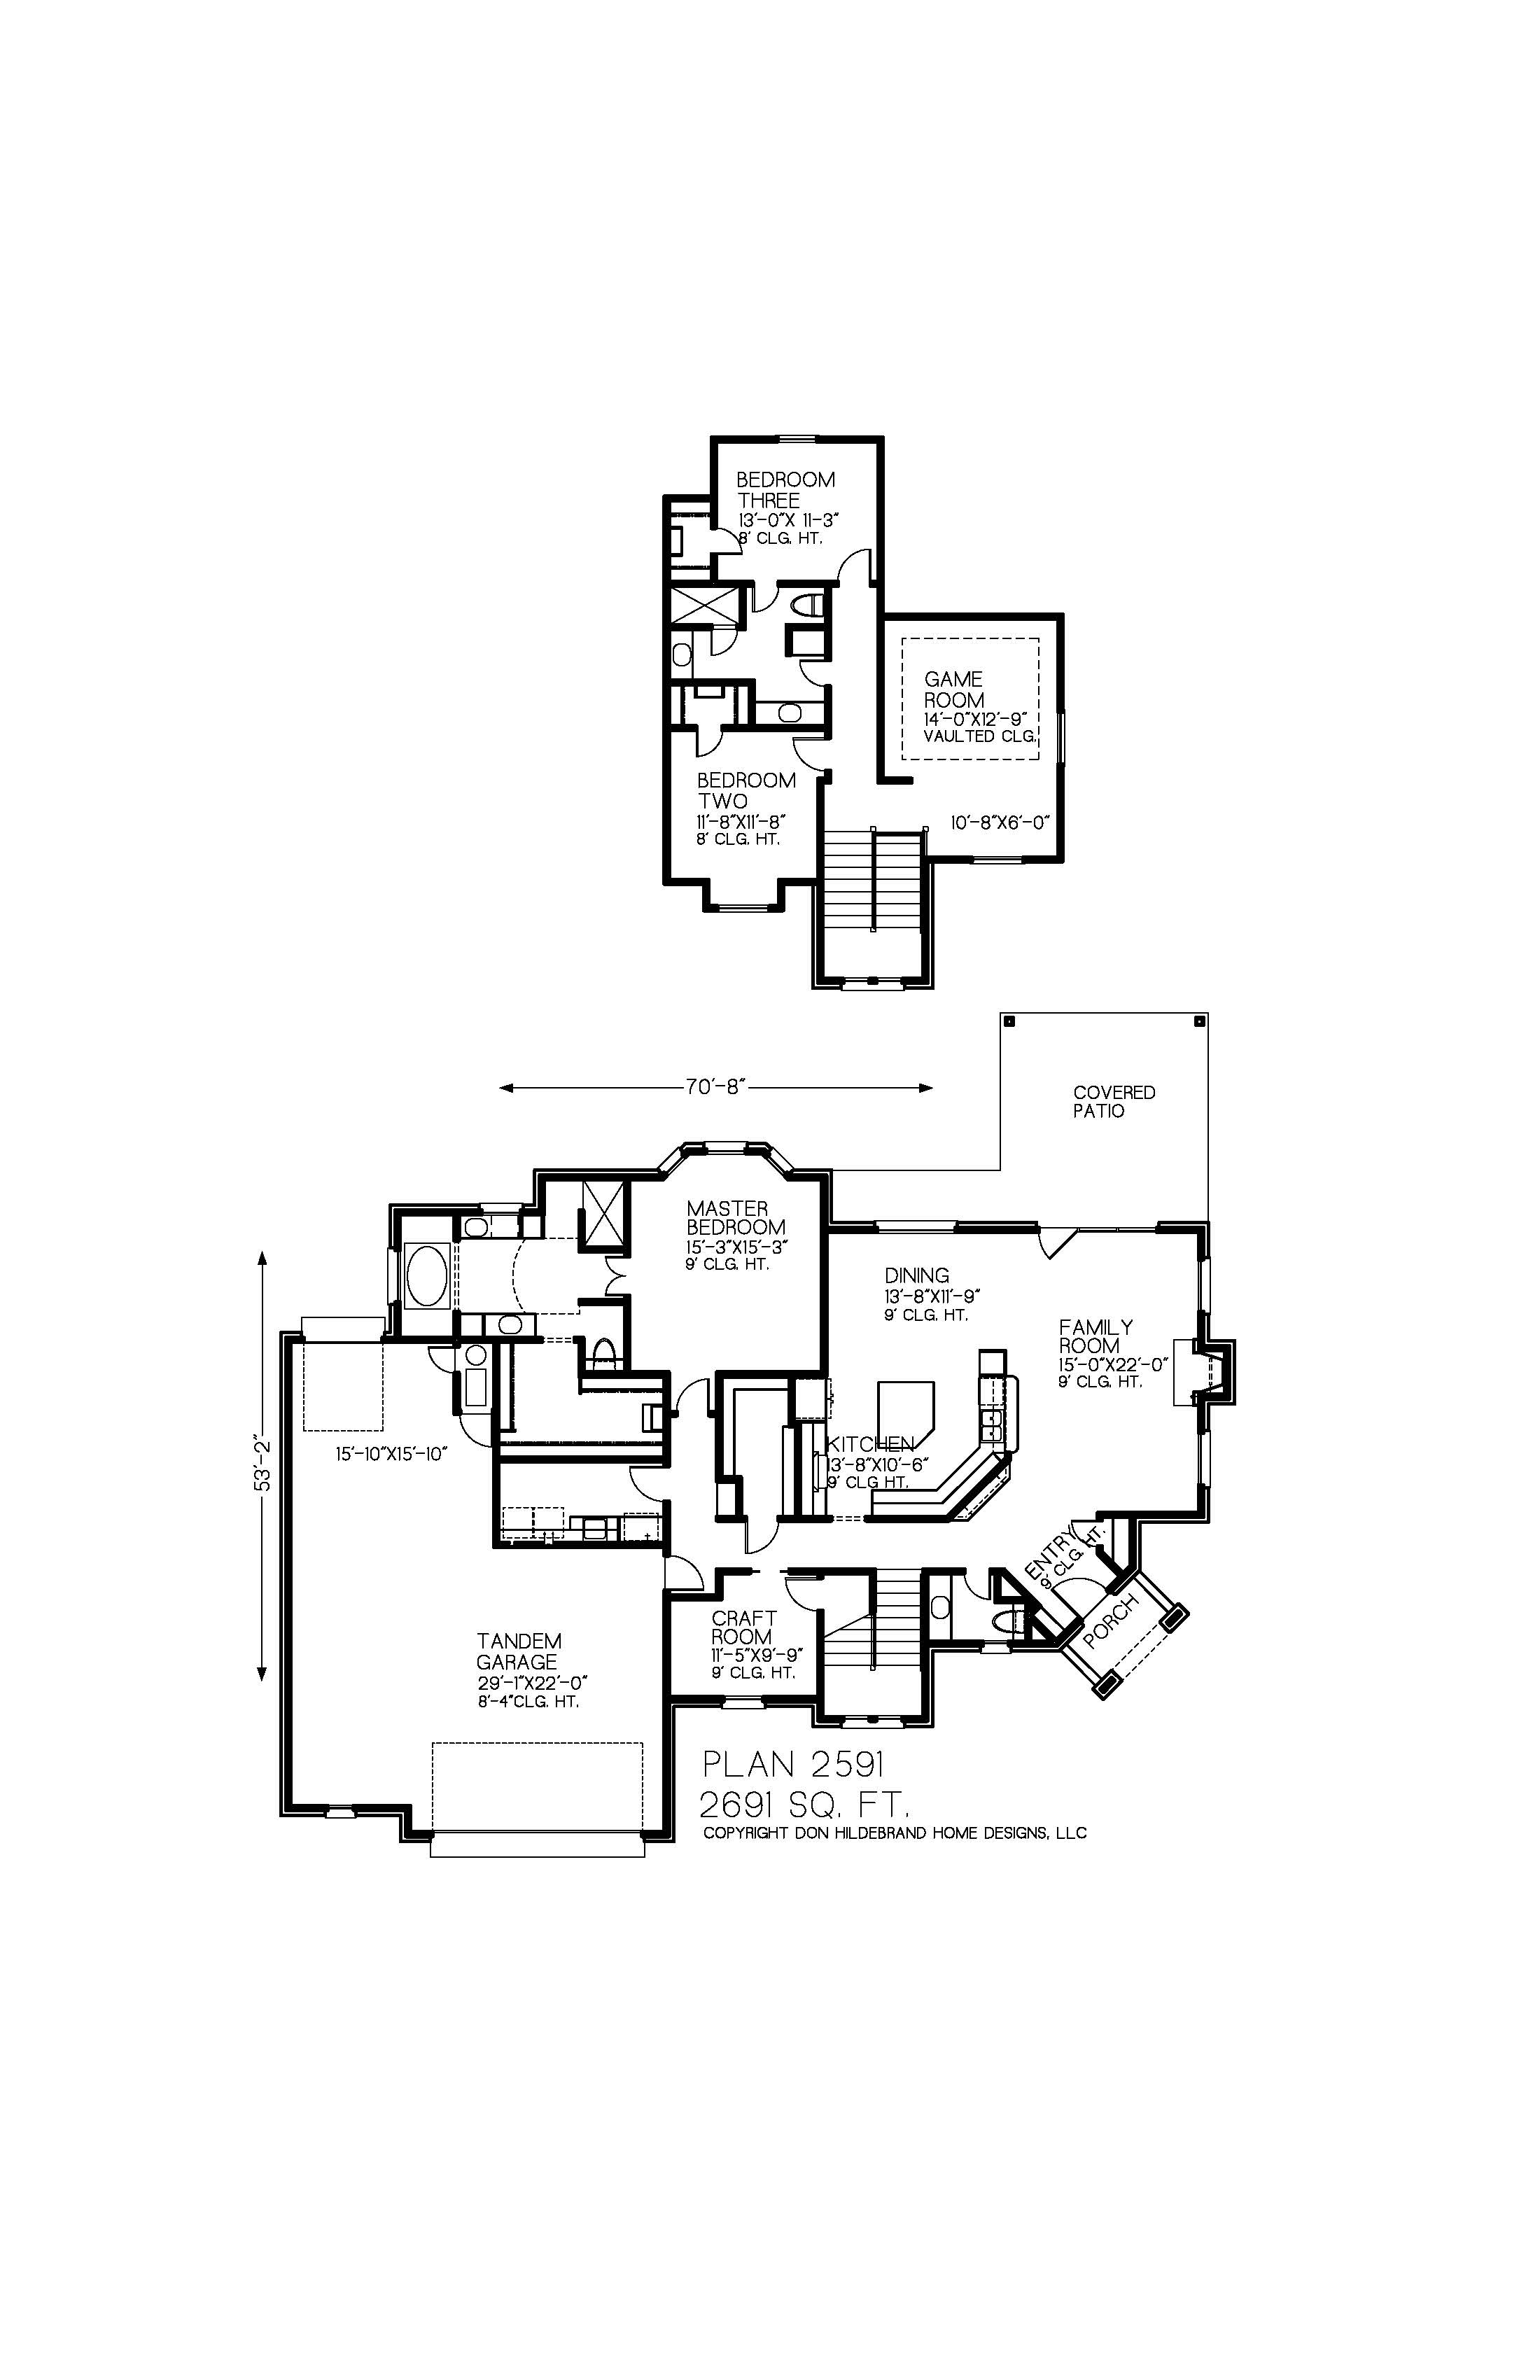 BEDROOM
THREE
13'-0"X 11-3"
8' CLG. HT.
GAME
ROOM
14'-0"X12'-9"
VAULTED CLG.
BEDROOM
TWO
11'-8"X11'-8"
8' CLG. HT.
10'-8"X6'-0"
70'-8"
COVERED
PATIO
MASTER
BEDROOM
15'-3"X15'-3"
9' CLG. HT.
DINING
13'-8"X11'-9"
9' CLG. HT.
FAMILY
ROOM
15'-0"X22'-0"
9' CLG. HT.
53'-2"
15'-10"X15'-10"
KITCHEN
13'-8"X10'-6"
9' CLG HT.
ENTRY
9' CLG. HT.
PORCH
CRAFT
ROOM
11'-5"X9'-9"
9' CLG. HT.
TANDEM
GARAGE
29'-1"X22'-0"
8'-4"CLG. HT.
PLAN 2591
2691 SQ. FT.
COPYRIGHT DON HILDEBRAND HOME DESIGNS, LLC